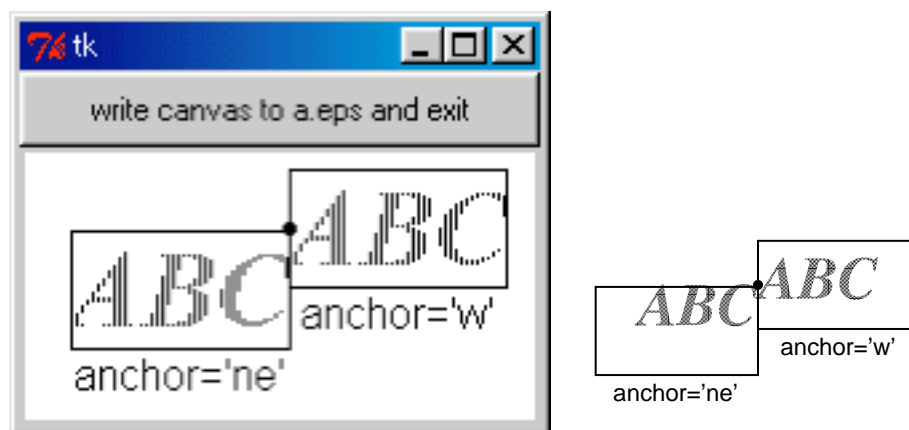 tk
write canvas to a.eps and exit
ABC
ABC
anchor='w'
anchor='ne'
ABC
ABC
anchor=’w’
anchor=’ne’